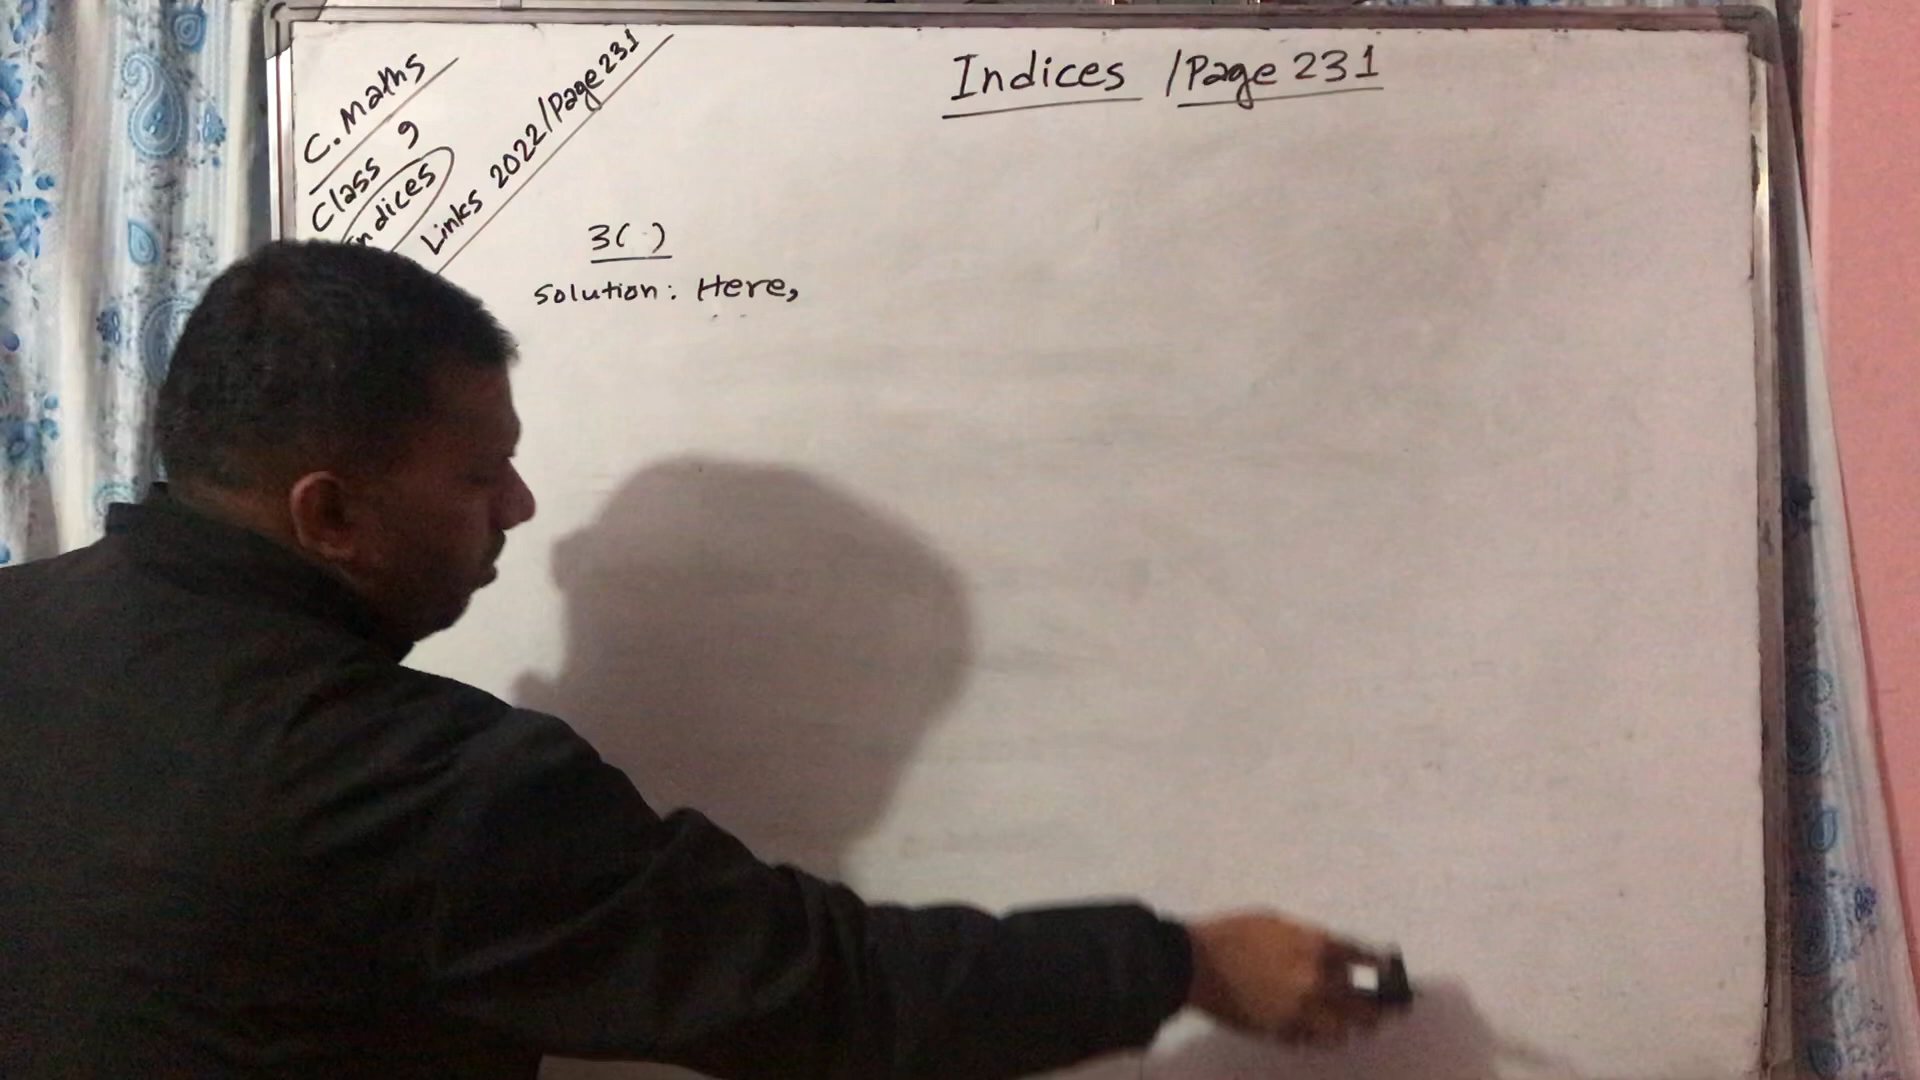 C. Maths
Class 9
Indices
Links 2022/Page 231
Indices /Page 231
3( )
Solution: Here,